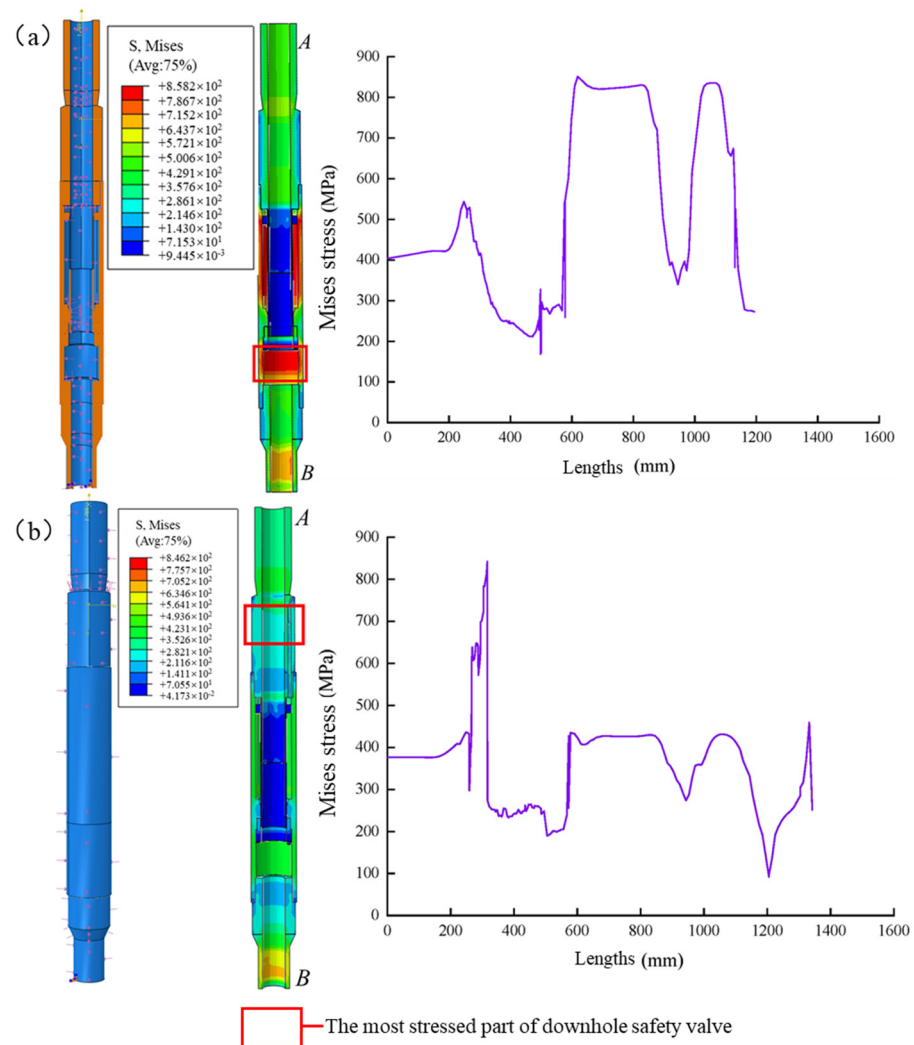 (a)
S, Mises
(Avg:75%)
+8.582×10²
+7.867×10²
+7.152×10²
+6.437×10²
+5.721×10²
+5.006×10²
+4.291×10²
+3.576×10²
+2.861×10²
+2.146×10²
+1.430×10²
+7.153×10¹
+9.445×10⁻³
A
B
Mises stress (MPa)
900
800
700
600
500
400
300
200
100
0
0 200 400 600 800 1000 1200 1400 1600
Lengths (mm)
(b)
S, Mises
(Avg:75%)
+8.462×10²
+7.757×10²
+7.052×10²
+6.346×10²
+5.641×10²
+4.936×10²
+4.231×10²
+3.526×10²
+2.821×10²
+2.116×10²
+1.411×10²
+7.055×10¹
+4.173×10⁻²
A
B
Mises stress (MPa)
900
800
700
600
500
400
300
200
100
0
0 200 400 600 800 1000 1200 1400 1600
Lengths (mm)
The most stressed part of downhole safety valve